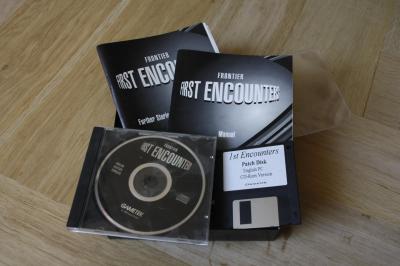 FRONTIER
FIRST ENCOUNTERS
Further Stories
FRONTIER
FIRST ENCOUNTERS
Manual
FRONTIER
FIRST ENCOUNTERS
GAMETEK
1st Encounters
Patch Disk
English PC
CD-Rom Version